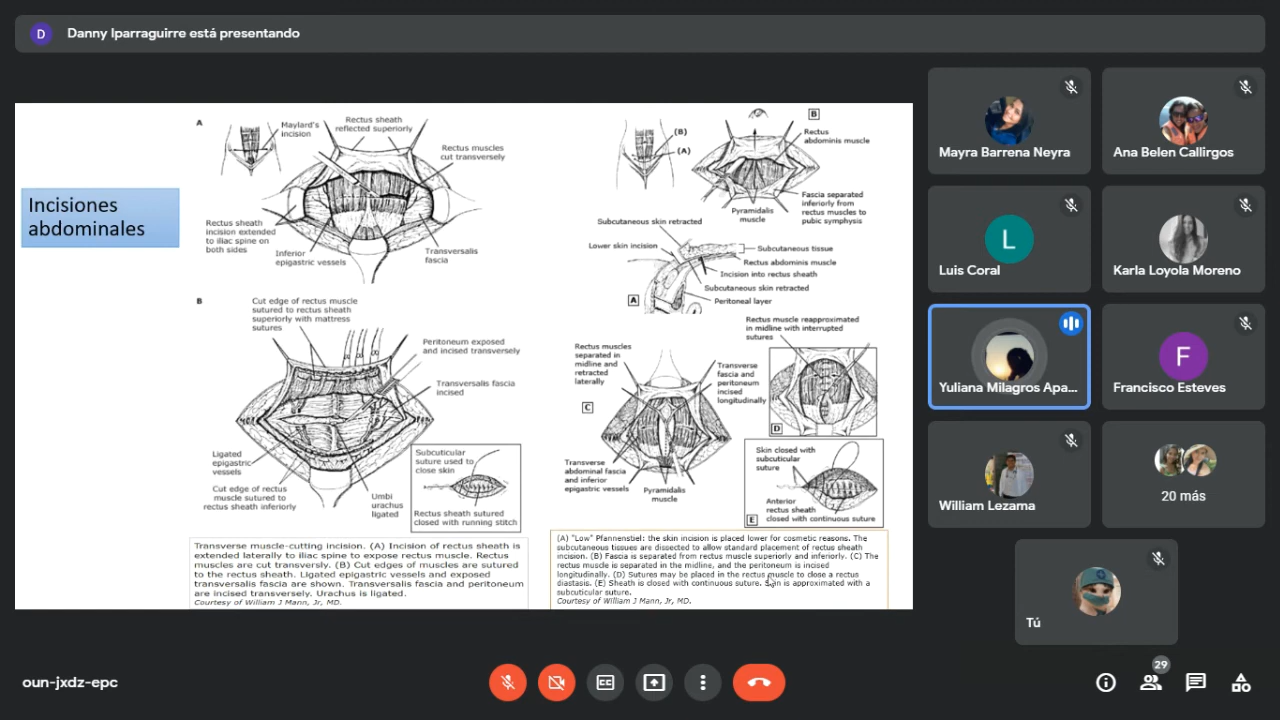 D
Danny Iparraguirre está presentando
Incisiones
abdominales
A
Maylard's
incision
Rectus sheath
reflected superiorly
Rectus muscles
cut transversely
Rectus sheath
incision extended
to iliac spine on
both sides
Inferior
epigastric vessels
Transversalis
fascia
B
Cut edge of rectus muscle
sutured to rectus sheath
superiorly with mattress
sutures
Peritoneum exposed
and incised transversely
Transversalis fascia
incised
Ligated
epigastric
vessels
Cut edge of rectus
muscle sutured to
rectus sheath inferiorly
Umbi
urachus
ligated
Subcuticular
suture used to
close skin
Rectus sheath sutured
closed with running stitch
Transverse muscle-cutting incision. (A) Incision of rectus sheath is
extended laterally to iliac spine to expose rectus muscle. Rectus
muscles are cut transversly. (B) Cut edges of muscles are sutured
to the rectus sheath. Ligated epigastric vessels and exposed
transversalis fascia are shown. Transversalis fascia and peritoneum
are incised transversely. Urachus is ligated.
Courtesy of William J Mann, Jr, MD.
(B)
(A)
B
Rectus
abdominis muscle
Fascia separated
inferiorly from
rectus muscles to
pubic symphysis
Pyramidalis
muscle
Subcutaneous skin retracted
Lower skin incision
Subcutaneous tissue
Rectus abdominis muscle
Incision into rectus sheath
Subcutaneous skin retracted
Peritoneal layer
A
Rectus muscle reapproximated
in midline with interrupted
sutures
Rectus muscles
separated in
midline and
retracted
laterally
Transverse
fascia and
peritoneum
incised
longitudinally
C
D
Transverse
abdominal fascia
and inferior
epigastric vessels
Pyramidalis
muscle
Skin closed with
subcuticular
suture
Anterior
rectus sheath
closed with continuous suture
E
(A) "Low" Pfannenstiel: the skin incision is placed lower for cosmetic reasons. The
subcutaneous tissues are dissected to allow standard placement of rectus sheath
incision. (B) Fascia is separated from rectus muscle superiorly and inferiorly. (C) The
rectus muscle is separated in the midline, and the peritoneum is incised
longitudinally. (D) Sutures may be placed in the rectus muscle to close a rectus
diastasis. (E) Sheath is closed with continuous suture. Skin is approximated with a
subcuticular suture.
Courtesy of William J Mann, Jr, MD.
Mayra Barrena Neyra
Ana Belen Callirgos
L
Luis Coral
Karla Loyola Moreno
Yuliana Milagros Apa...
F
Francisco Esteves
William Lezama
20 más
Tú
oun-jxdz-epc
CC
29